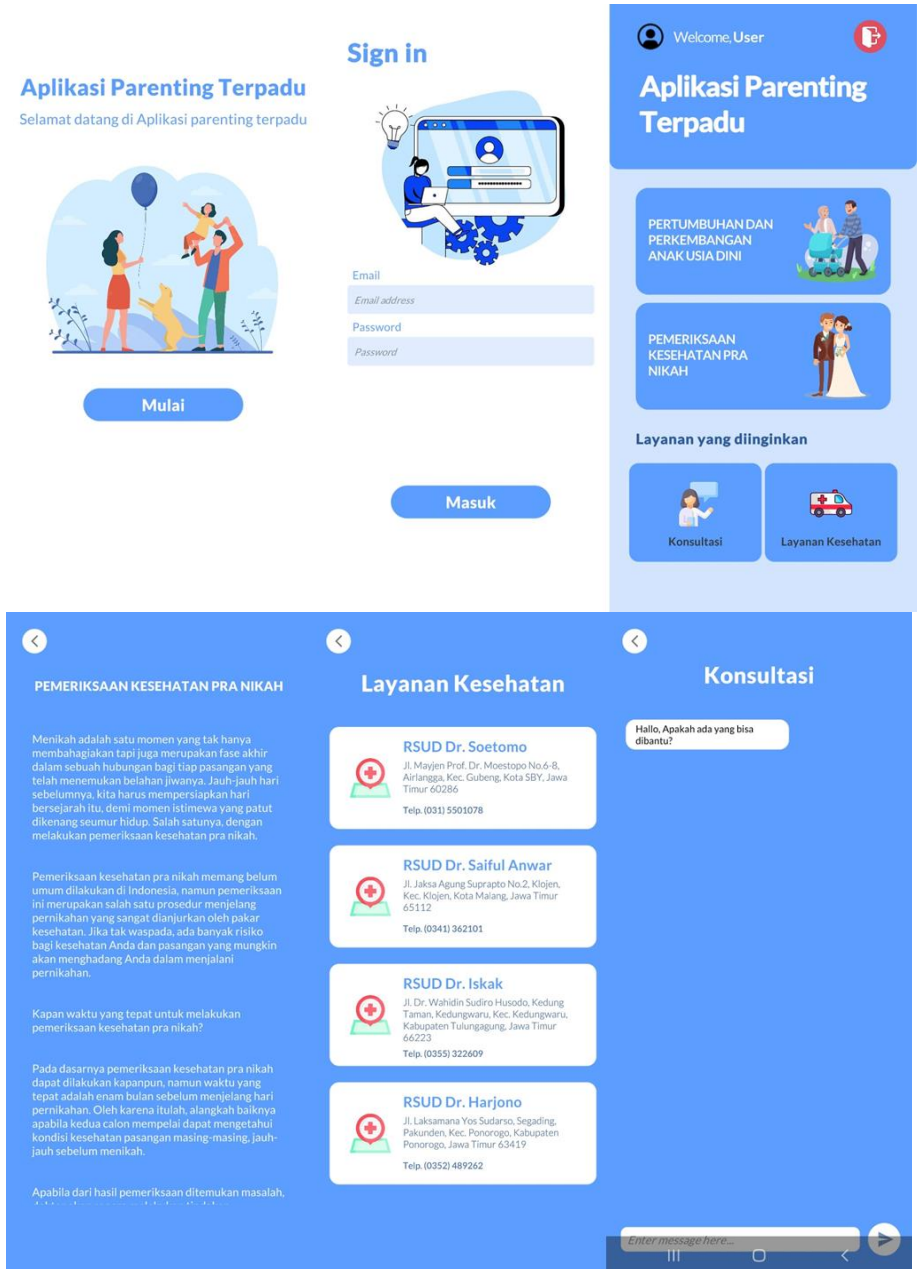 Aplikasi Parenting Terpadu
Selamat datang di Aplikasi parenting terpadu
Mulai
Sign in
Email
Email address
Password
Password
Masuk
Welcome, User
Aplikasi Parenting
Terpadu
PERTUMBUHAN DAN
PERKEMBANGAN
ANAK USIA DINI
PEMERIKSAAN
KESEHATAN PRA
NIKAH
Layanan yang diinginkan
Konsultasi
Layanan Kesehatan
PEMERIKSAAN KESEHATAN PRA NIKAH
Menikah adalah satu momen yang tak hanya
membahagiakan tapi juga merupakan fase akhir
dalam sebuah hubungan bagi tiap pasangan yang
telah menemukan belahan jiwanya. Jauh-jauh hari
sebelumnya, kita harus mempersiapkan hari
bersejarah itu, demi momen istimewa yang patut
dikenang seumur hidup. Salah satunya, dengan
melakukan pemeriksaan kesehatan pra nikah.
Pemeriksaan kesehatan pra nikah memang belum
umum dilakukan di Indonesia, namun pemeriksaan
ini merupakan salah satu prosedur menjelang
pernikahan yang sangat dianjurkan oleh pakar
kesehatan. Jika tak waspada, ada banyak risiko
bagi kesehatan Anda dan pasangan yang mungkin
akan menghadang Anda dalam menjalani
pernikahan.
Kapan waktu yang tepat untuk melakukan
pemeriksaan kesehatan pra nikah?
Pada dasarnya pemeriksaan kesehatan pra nikah
dapat dilakukan kapanpun, namun waktu yang
tepat adalah enam bulan sebelum menjelang hari
pernikahan. Oleh karena itulah, alangkah baiknya
apabila kedua calon mempelai dapat mengetahui
kondisi kesehatan pasangan masing-masing, jauh-
jauh sebelum menikah.
Apabila dari hasil pemeriksaan ditemukan masalah,
Layanan Kesehatan
RSUD Dr. Soetomo
Jl. Mayjen Prof. Dr. Moestopo No.6-8,
Airlangga, Kec. Gubeng, Kota SBY, Jawa
Timur 60286
Telp. (031) 5501078
RSUD Dr. Saiful Anwar
Jl. Jaksa Agung Suprapto No.2, Klojen,
Kec. Klojen, Kota Malang, Jawa Timur
65112
Telp. (0341) 362101
RSUD Dr. Iskak
Jl. Dr. Wahidin Sudiro Husodo, Kedung
Taman, Kedungwaru, Kec. Kedungwaru,
Kabupaten Tulungagung, Jawa Timur
66223
Telp. (0355) 322609
RSUD Dr. Harjono
Jl. Laksamana Yos Sudarso, Segading,
Pakunden, Kec. Ponorogo, Kabupaten
Ponorogo, Jawa Timur 63419
Telp. (0352) 489262
Konsultasi
Hallo, Apakah ada yang bisa
dibantu?
Enter message here...